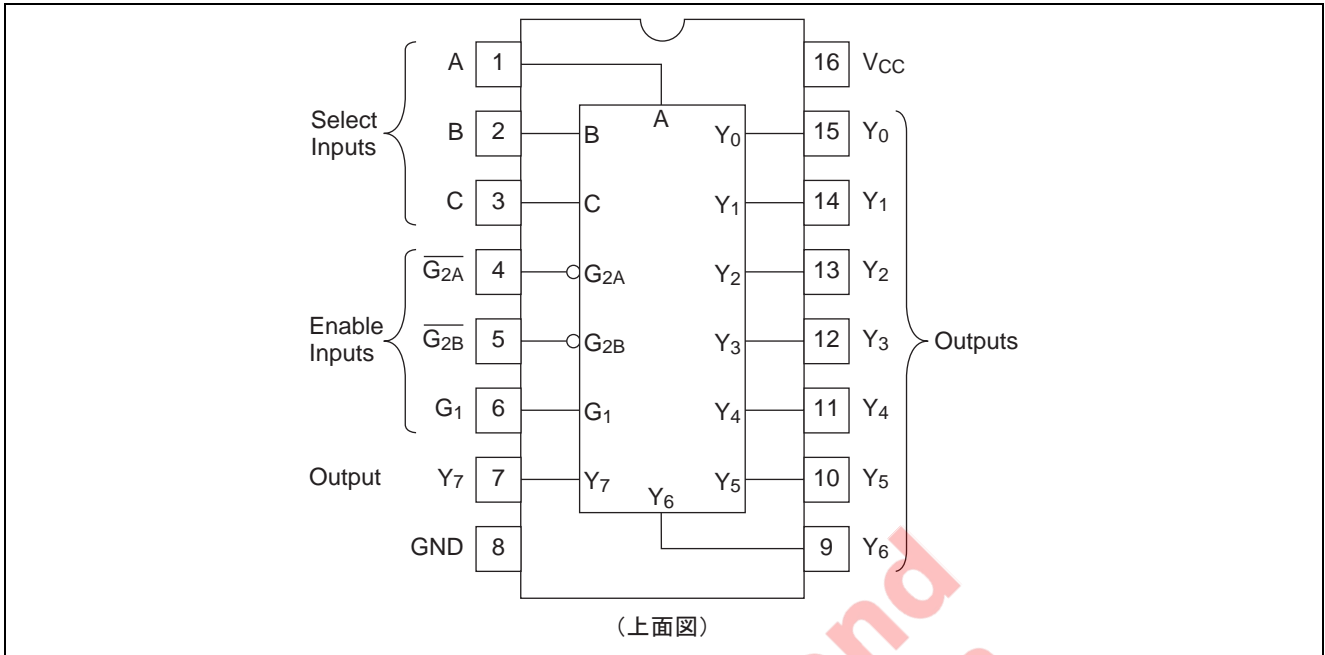 A 1 16 VCC
Select Inputs
B 2 B A Y0 15 Y0
C 3 C Y1 14 Y1
G2A 4 G2A Y2 13 Y2
Enable Inputs
G2B 5 G2B Y3 12 Y3 Outputs
G1 6 G1 Y4 11 Y4
Output Y7 7 Y7 Y6 Y5 10 Y5
GND 8 9 Y6
(上面図)